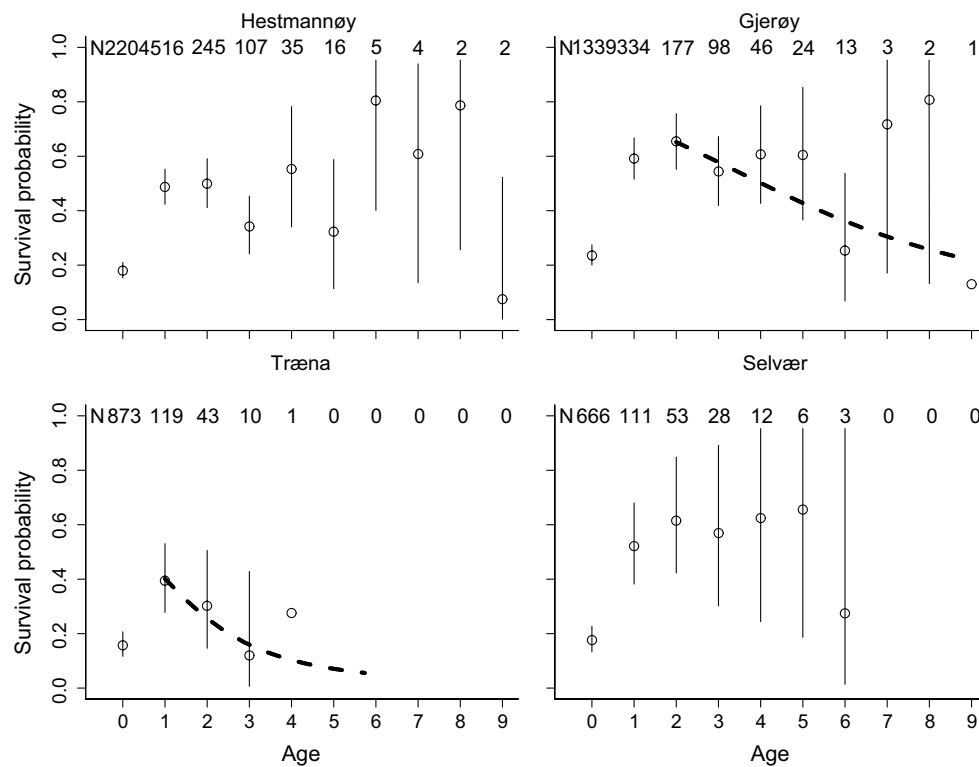 Hestmannøy
Gjerøy
N2204516 245 107 35 16 5 4 2 2
N1339334 177 98 46 24 13 3 2 1
Survival probability
0.0 0.2 0.4 0.6 0.8 1.0
Træna
Selvær
N873 119 43 10 1 0 0 0 0 0
N666 111 53 28 12 6 3 0 0 0
Survival probability
0.0 0.2 0.4 0.6 0.8 1.0
0 1 2 3 4 5 6 7 8 9
0 1 2 3 4 5 6 7 8 9
Age
Age